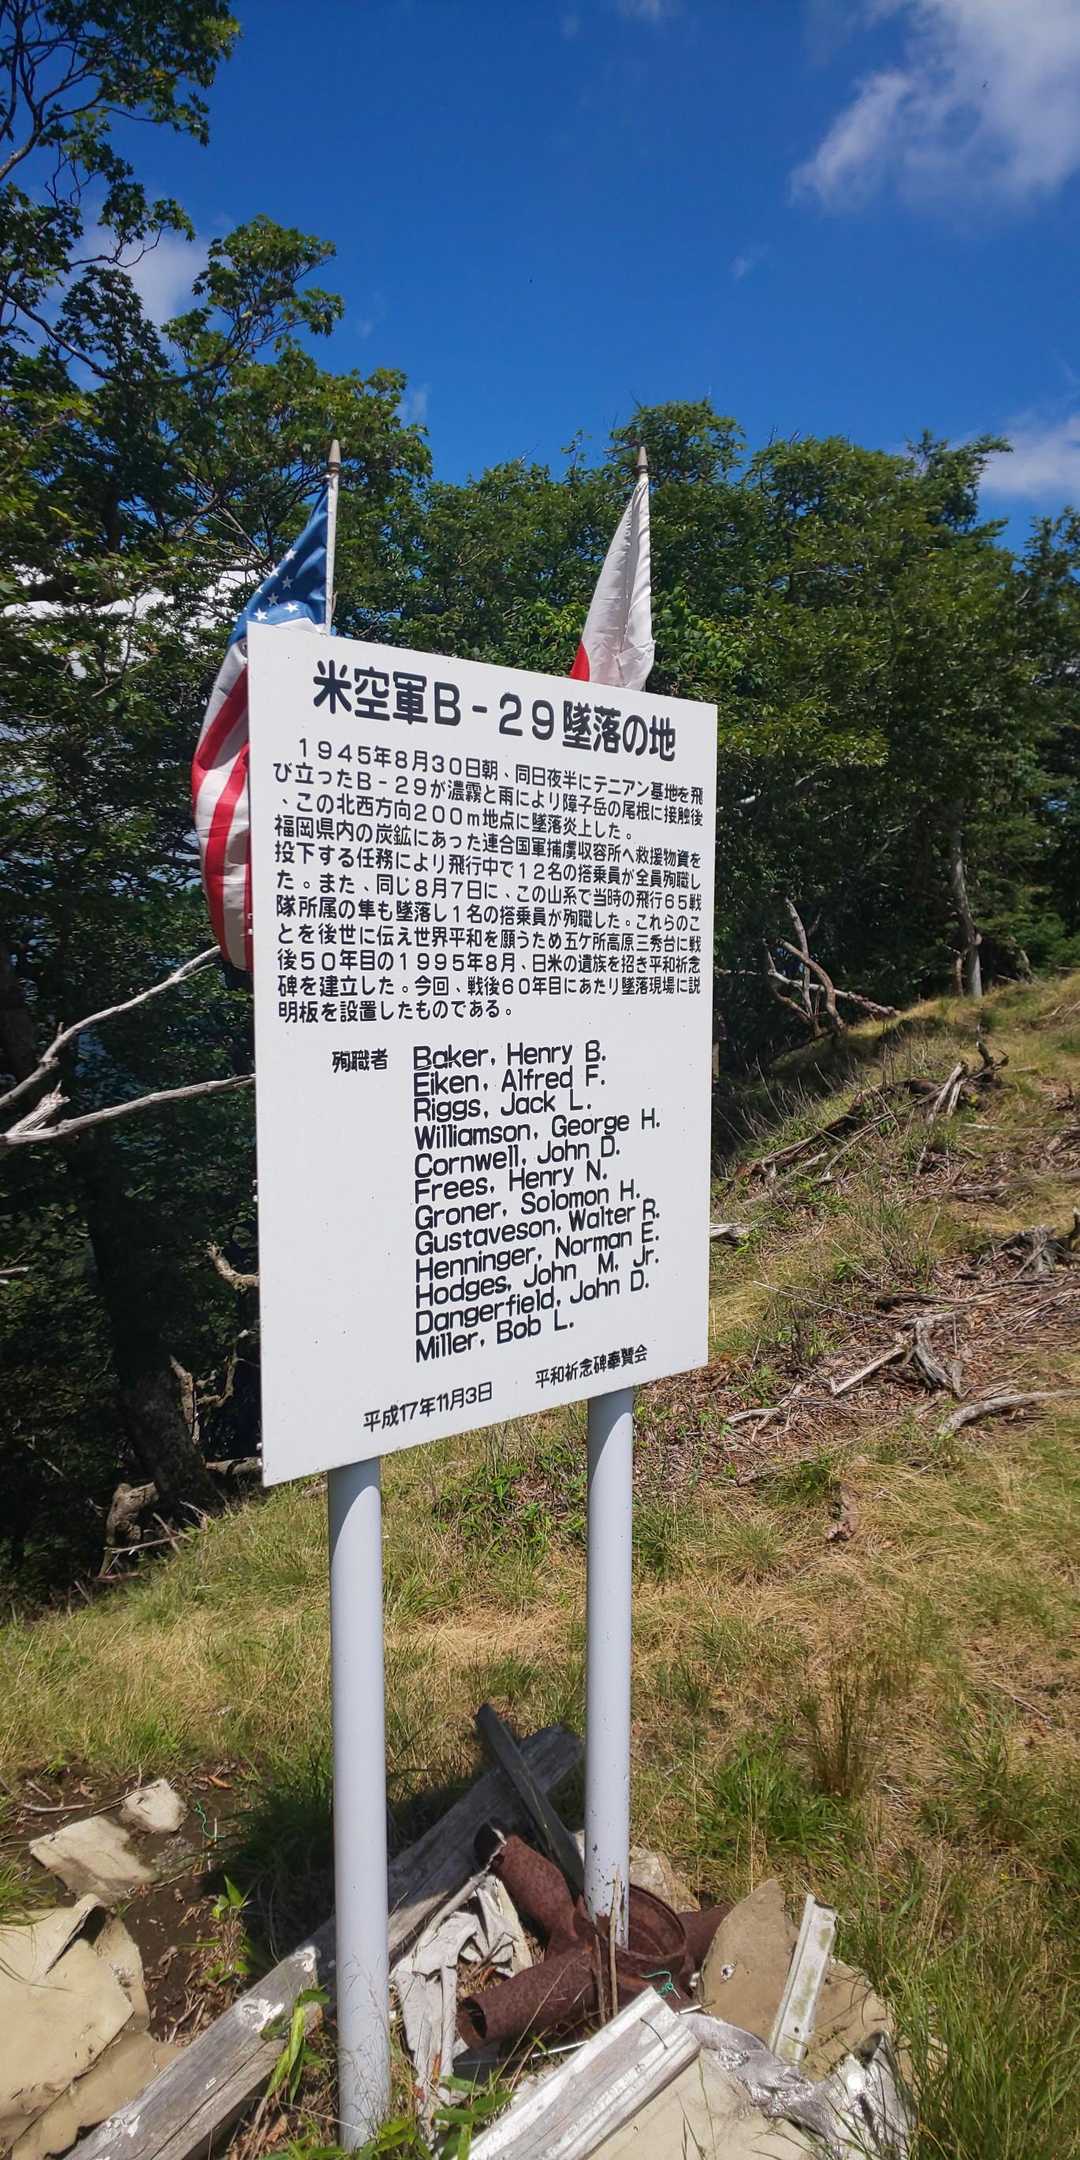 米空軍B-29墜落の地
1945年8月30日朝、同日夜半にテニアン基地を飛
び立ったB-29が濃霧と雨により障子岳の尾根に接触後
、この北西方向200m地点に墜落炎上した。
福岡県内の炭鉱にあった連合国軍捕虜収容所へ救援物資を
投下する任務により飛行中で12名の搭乗員が全員殉職し
た。また、同じ8月7日に、この山系で当時の飛行65戦
隊所属の隼も墜落し1名の搭乗員が殉職した。これらのこ
とを後世に伝え世界平和を願うため五ケ所高原三秀台に戦
後50年目の1995年8月、日米の遺族を招き平和祈念
碑を建立した。今回、戦後60年目にあたり墜落現場に説
明板を設置したものである。
殉職者 Baker, Henry B.
Eiken, Alfred F.
Riggs, Jack L.
Williamson, George H.
Cornwell, John D.
Frees, Henry N.
Groner, Solomon H.
Gustaveson, Walter R.
Henninger, Norman E.
Hodges, John M. Jr.
Dangerfield, John D.
Miller, Bob L.
平成17年11月3日 平和祈念碑奉賛会